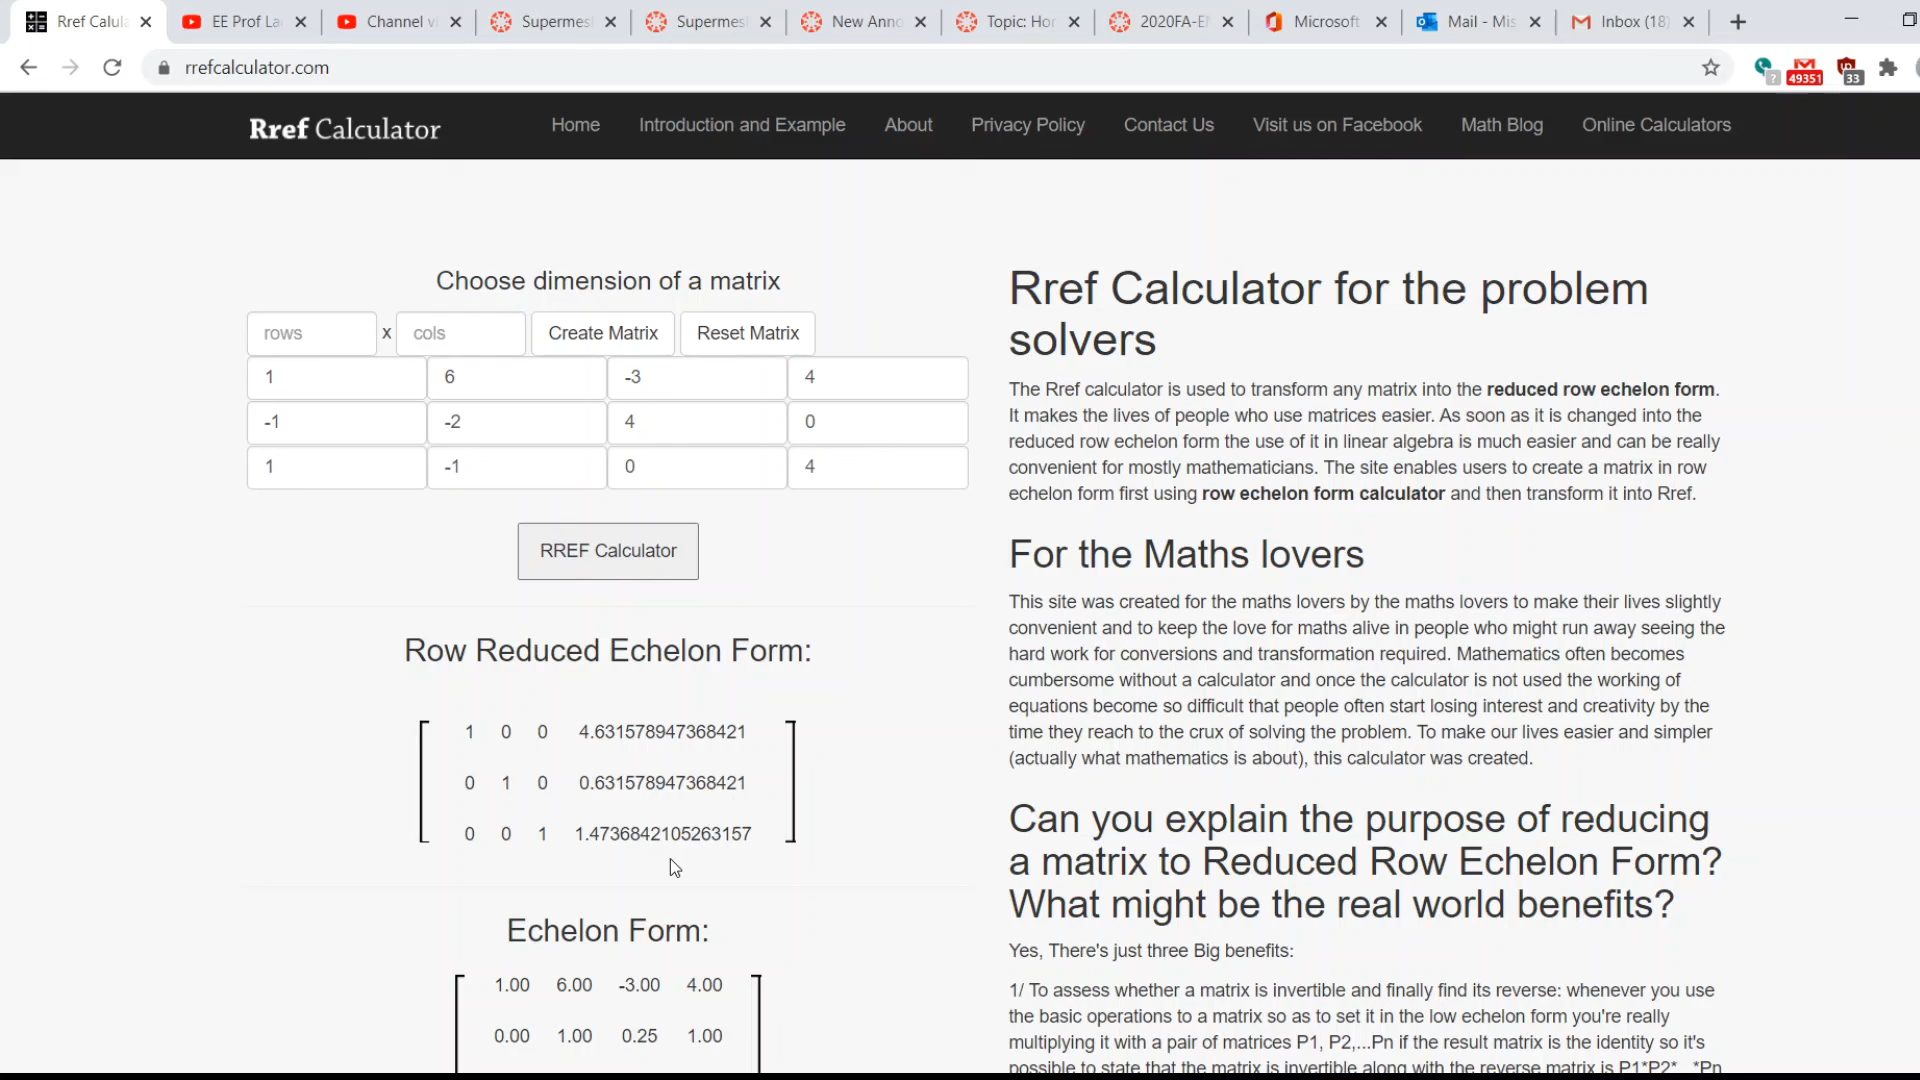 Rref Calcula
EE Prof La
Channel v
Supermes
Supermes
New Anno
Topic: Hor
2020FA-E
Microsoft
Mail - Mis
Inbox (18)
rrefcalculator.com
?
49351
33
Rref Calculator
Home
Introduction and Example
About
Privacy Policy
Contact Us
Visit us on Facebook
Math Blog
Online Calculators
Choose dimension of a matrix
rows x cols Create Matrix Reset Matrix
1 6 -3 4
-1 -2 4 0
1 -1 0 4
RREF Calculator
Row Reduced Echelon Form:
1 0 0 4.631578947368421
0 1 0 0.631578947368421
0 0 1 1.4736842105263157
Echelon Form:
1.00 6.00 -3.00 4.00
0.00 1.00 0.25 1.00
Rref Calculator for the problem
solvers
The Rref calculator is used to transform any matrix into the reduced row echelon form.
It makes the lives of people who use matrices easier. As soon as it is changed into the
reduced row echelon form the use of it in linear algebra is much easier and can be really
convenient for mostly mathematicians. The site enables users to create a matrix in row
echelon form first using row echelon form calculator and then transform it into Rref.
For the Maths lovers
This site was created for the maths lovers by the maths lovers to make their lives slightly
convenient and to keep the love for maths alive in people who might run away seeing the
hard work for conversions and transformation required. Mathematics often becomes
cumbersome without a calculator and once the calculator is not used the working of
equations become so difficult that people often start losing interest and creativity by the
time they reach to the crux of solving the problem. To make our lives easier and simpler
(actually what mathematics is about), this calculator was created.
Can you explain the purpose of reducing
a matrix to Reduced Row Echelon Form?
What might be the real world benefits?
Yes, There's just three Big benefits:
1/ To assess whether a matrix is invertible and finally find its reverse: whenever you use
the basic operations to a matrix so as to set it in the low echelon form you're really
multiplying it with a pair of matrices P1, P2,...Pn if the result matrix is the identity so it's
possible to state that the matrix is invertible along with the reverse matrix is P1*P2*...*Pn